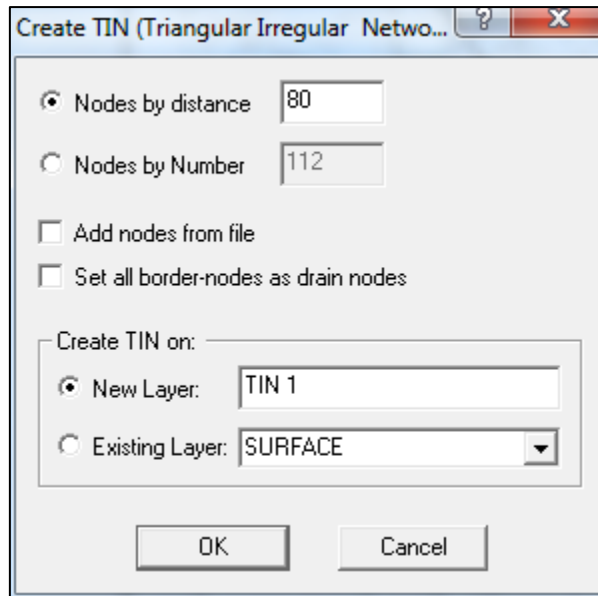 Create TIN (Triangular Irregular Netwo... ?
Nodes by distance 80
Nodes by Number 112
Add nodes from file
Set all border-nodes as drain nodes
Create TIN on:
New Layer: TIN 1
Existing Layer: SURFACE
OK Cancel